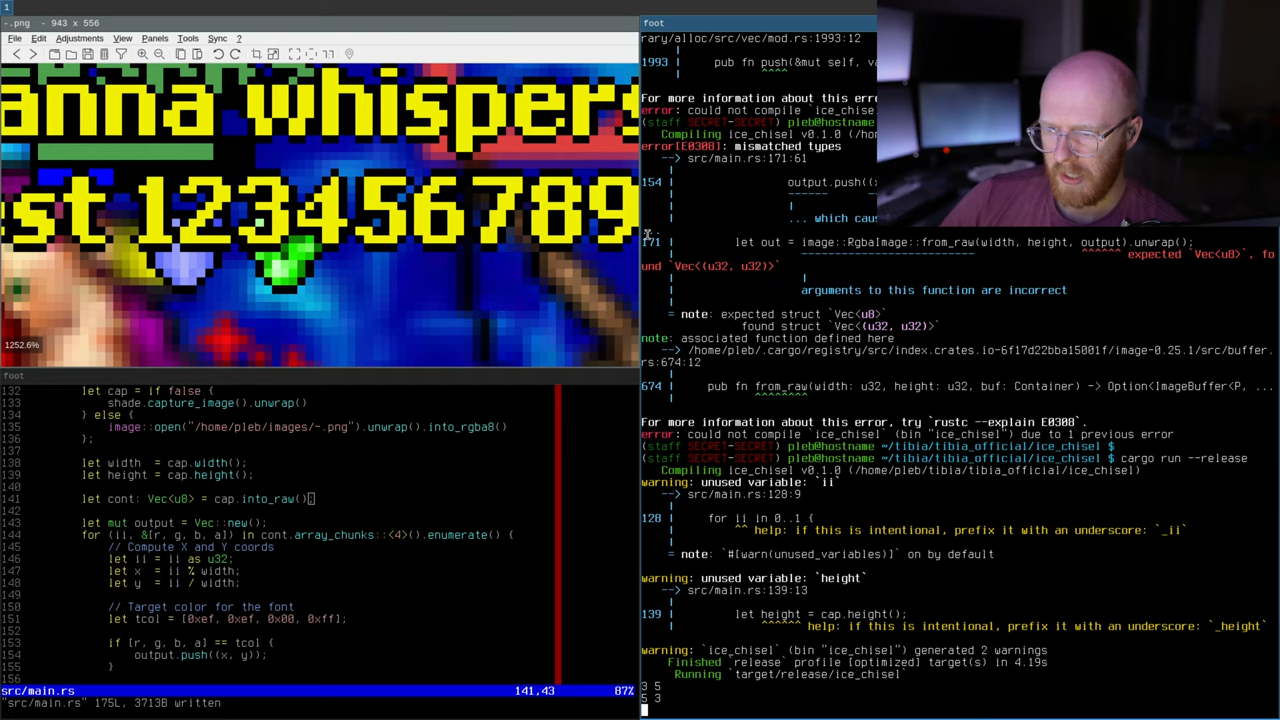 1
-.png - 943 x 556
File Edit Adjustments View Panels Tools Sync ?
1:1
anna whispers
st 123456789
1252.6%
foot
132 let cap = if false {
133 shade.capture_image().unwrap()
134 } else {
135 image::open("/home/pleb/images/-.png").unwrap().into_rgba8()
136 };
137
138 let width = cap.width();
139 let height = cap.height();
140
141 let cont: Vec<u8> = cap.into_raw();
142
143 let mut output = Vec::new();
144 for (ii, &[r, g, b, a]) in cont.array_chunks::<4>().enumerate() {
145 // Compute X and Y coords
146 let ii = ii as u32;
147 let x = ii % width;
148 let y = ii / width;
149
150 // Target color for the font
151 let tcol = [0xef, 0xef, 0x00, 0xff];
152
153 if [r, g, b, a] == tcol {
154 output.push((x, y));
155 }
156
src/main.rs 141,43 87%
"src/main.rs" 175L, 3713B written
foot
rary/alloc/src/vec/mod.rs:1993:12
|
1993 | pub fn push(&mut self, va
| ^^^^
For more information about this err
error: could not compile `ice_chisel
(staff SECRET-SECRET) pleb@hostname
Compiling ice_chisel v0.1.0 (/ho
error[E0308]: mismatched types
--> src/main.rs:171:61
|
154 | output.push((x
| ------
| |
| ... which caus
...
171 | let out = image::RgbaImage::from_raw(width, height, output).unwrap();
| -------------------------- ^^^^^^ expected `Vec<u8>`, fo
und `Vec<(u32, u32)>`
| |
| arguments to this function are incorrect
|
= note: expected struct `Vec<u8>`
found struct `Vec<(u32, u32)>`
note: associated function defined here
--> /home/pleb/.cargo/registry/src/index.crates.io-6f17d22bba15001f/image-0.25.1/src/buffer.
rs:674:12
|
674 | pub fn from_raw(width: u32, height: u32, buf: Container) -> Option<ImageBuffer<P, ...
| ^^^^^^^^
For more information about this error, try `rustc --explain E0308`.
error: could not compile `ice_chisel` (bin "ice_chisel") due to 1 previous error
(staff SECRET-SECRET) pleb@hostname ~/tibia/tibia_official/ice_chisel $
(staff SECRET-SECRET) pleb@hostname ~/tibia/tibia_official/ice_chisel $ cargo run --release
Compiling ice_chisel v0.1.0 (/home/pleb/tibia/tibia_official/ice_chisel)
warning: unused variable: `ii`
--> src/main.rs:128:9
|
128 | for ii in 0..1 {
| ^^ help: if this is intentional, prefix it with an underscore: `_ii`
|
= note: `#[warn(unused_variables)]` on by default
warning: unused variable: `height`
--> src/main.rs:139:13
|
139 | let height = cap.height();
| ^^^^^^ help: if this is intentional, prefix it with an underscore: `_height`
warning: `ice_chisel` (bin "ice_chisel") generated 2 warnings
Finished `release` profile [optimized] target(s) in 4.19s
Running `target/release/ice_chisel`
3 5
5 3